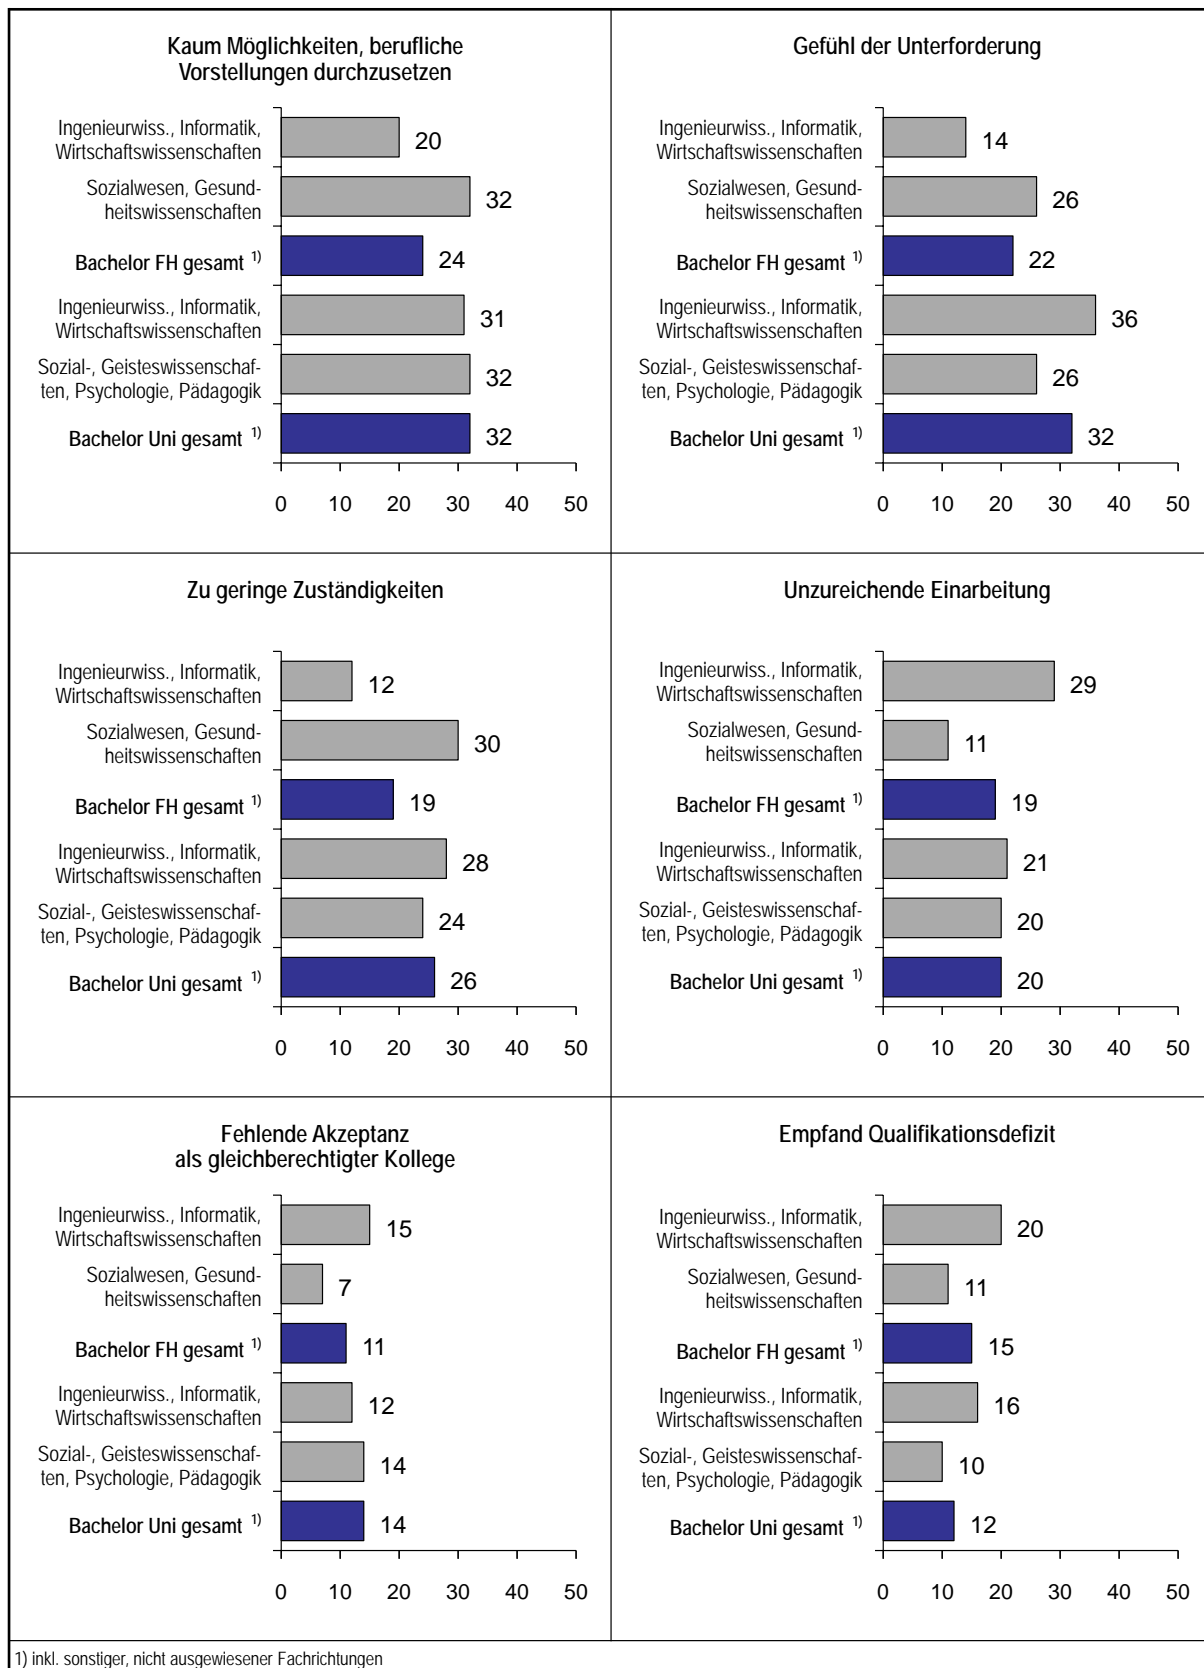 Kaum Möglichkeiten, berufliche
Vorstellungen durchzusetzen
Ingenieurwiss., Informatik,
Wirtschaftswissenschaften
20
Sozialwesen, Gesund-
heitswissenschaften
32
Bachelor FH gesamt 1)
24
Ingenieurwiss., Informatik,
Wirtschaftswissenschaften
31
Sozial-, Geisteswissenschaf-
ten, Psychologie, Pädagogik
32
Bachelor Uni gesamt 1)
32
0 10 20 30 40 50
Gefühl der Unterforderung
Ingenieurwiss., Informatik,
Wirtschaftswissenschaften
14
Sozialwesen, Gesund-
heitswissenschaften
26
Bachelor FH gesamt 1)
22
Ingenieurwiss., Informatik,
Wirtschaftswissenschaften
36
Sozial-, Geisteswissenschaf-
ten, Psychologie, Pädagogik
26
Bachelor Uni gesamt 1)
32
0 10 20 30 40 50
Zu geringe Zuständigkeiten
Ingenieurwiss., Informatik,
Wirtschaftswissenschaften
12
Sozialwesen, Gesund-
heitswissenschaften
30
Bachelor FH gesamt 1)
19
Ingenieurwiss., Informatik,
Wirtschaftswissenschaften
28
Sozial-, Geisteswissenschaf-
ten, Psychologie, Pädagogik
24
Bachelor Uni gesamt 1)
26
0 10 20 30 40 50
Unzureichende Einarbeitung
Ingenieurwiss., Informatik,
Wirtschaftswissenschaften
29
Sozialwesen, Gesund-
heitswissenschaften
11
Bachelor FH gesamt 1)
19
Ingenieurwiss., Informatik,
Wirtschaftswissenschaften
21
Sozial-, Geisteswissenschaf-
ten, Psychologie, Pädagogik
20
Bachelor Uni gesamt 1)
20
0 10 20 30 40 50
Fehlende Akzeptanz
als gleichberechtigter Kollege
Ingenieurwiss., Informatik,
Wirtschaftswissenschaften
15
Sozialwesen, Gesund-
heitswissenschaften
7
Bachelor FH gesamt 1)
11
Ingenieurwiss., Informatik,
Wirtschaftswissenschaften
12
Sozial-, Geisteswissenschaf-
ten, Psychologie, Pädagogik
14
Bachelor Uni gesamt 1)
14
0 10 20 30 40 50
Empfand Qualifikationsdefizit
Ingenieurwiss., Informatik,
Wirtschaftswissenschaften
20
Sozialwesen, Gesund-
heitswissenschaften
11
Bachelor FH gesamt 1)
15
Ingenieurwiss., Informatik,
Wirtschaftswissenschaften
16
Sozial-, Geisteswissenschaf-
ten, Psychologie, Pädagogik
10
Bachelor Uni gesamt 1)
12
0 10 20 30 40 50
1) inkl. sonstiger, nicht ausgewiesener Fachrichtungen